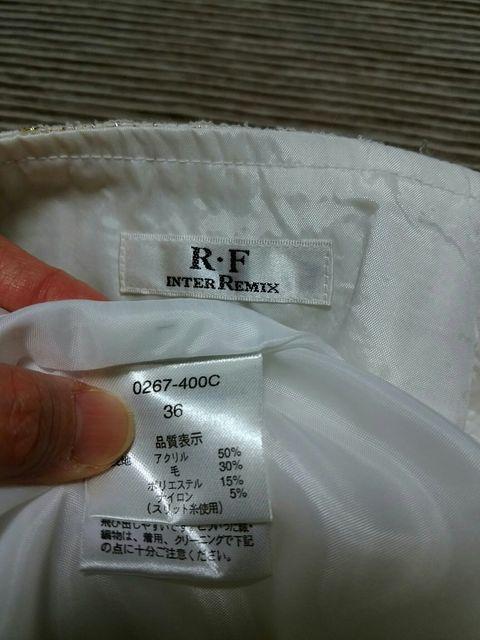 R・F
INTER REMIX
0267-400C
36
品質表示
アクリル 50%
毛 30%
ポリエステル 15%
ナイロン 5%
(スリット糸使用)
織物は、着用、クリーニングで下記
の点に十分ご注意ください。